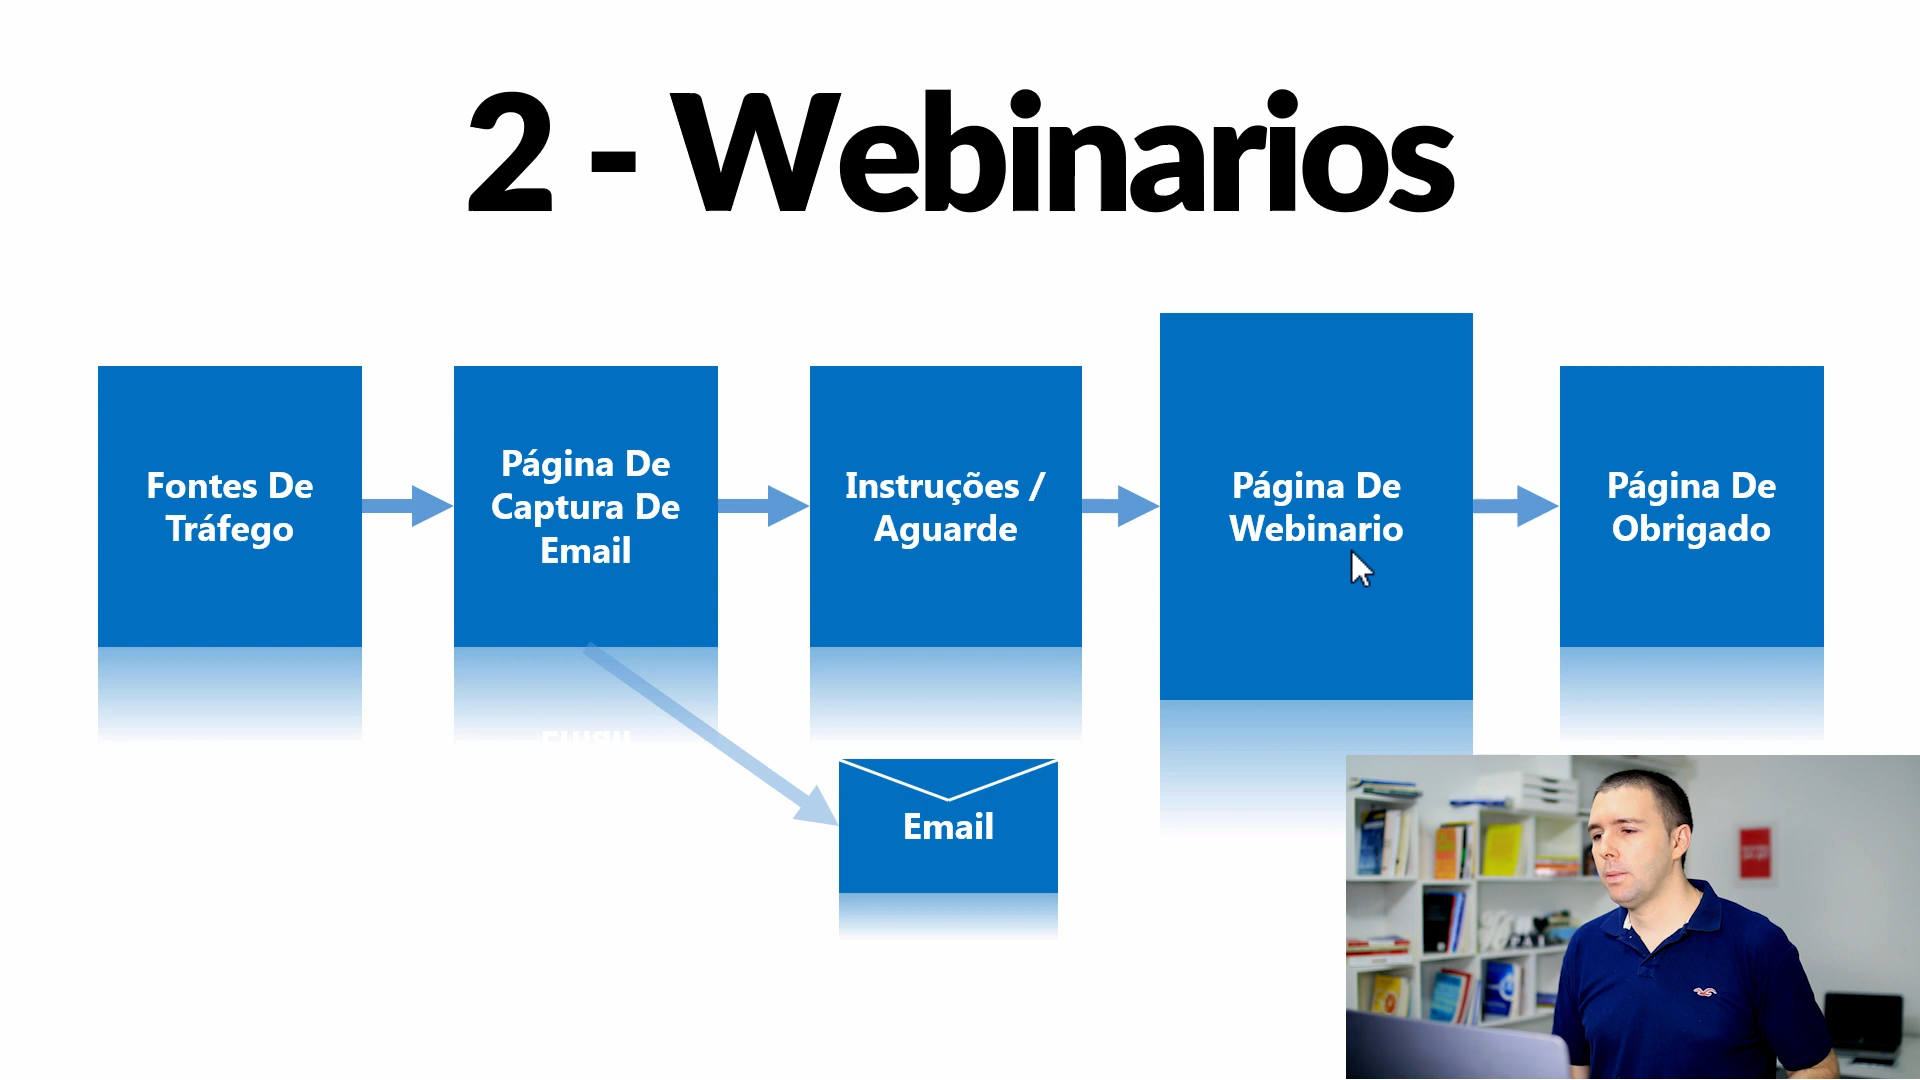 2 - Webinarios
Fontes De
Tráfego
Página De
Captura De
Email
Instruções /
Aguarde
Página De
Webinario
Página De
Obrigado
Email